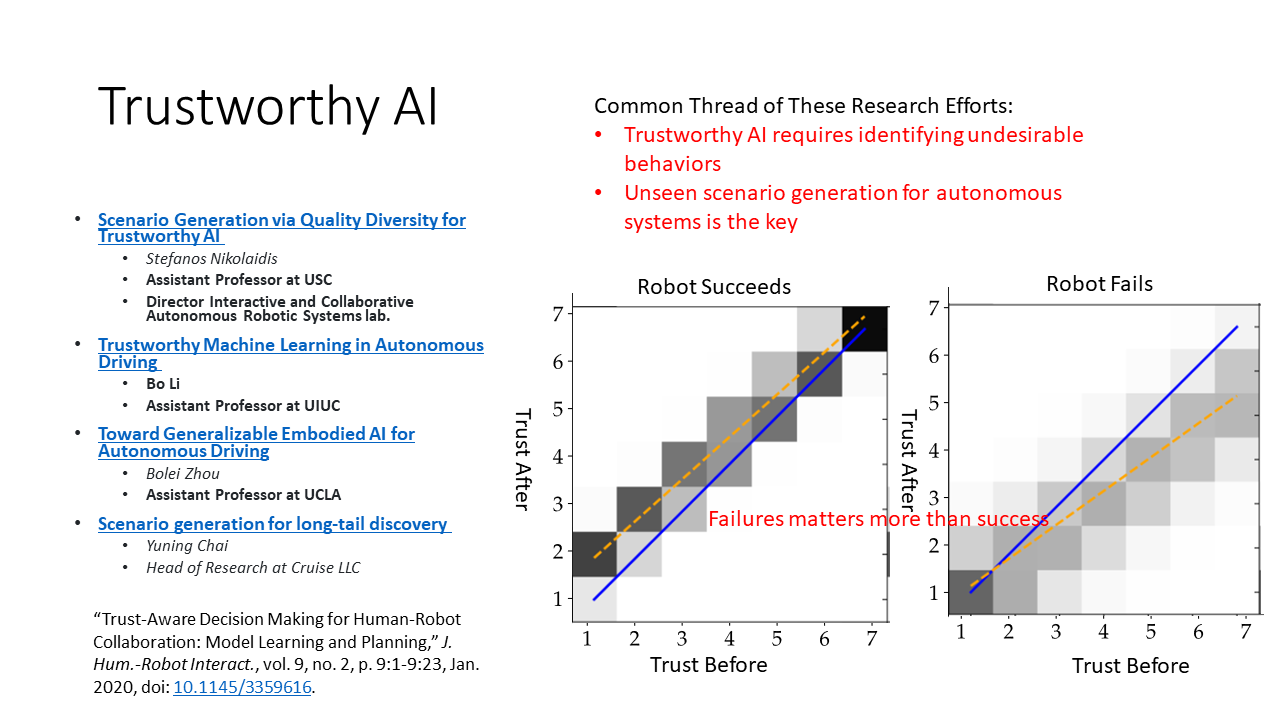 Trustworthy AI
• Scenario Generation via Quality Diversity for
Trustworthy AI
• Stefanos Nikolaidis
• Assistant Professor at USC
• Director Interactive and Collaborative
Autonomous Robotic Systems lab.
• Trustworthy Machine Learning in Autonomous
Driving
• Bo Li
• Assistant Professor at UIUC
• Toward Generalizable Embodied AI for
Autonomous Driving
• Bolei Zhou
• Assistant Professor at UCLA
• Scenario generation for long-tail discovery
• Yuning Chai
• Head of Research at Cruise LLC
“Trust-Aware Decision Making for Human-Robot
Collaboration: Model Learning and Planning,” J.
Hum.-Robot Interact., vol. 9, no. 2, p. 9:1-9:23, Jan.
2020, doi: 10.1145/3359616.
Common Thread of These Research Efforts:
• Trustworthy AI requires identifying undesirable
behaviors
• Unseen scenario generation for autonomous
systems is the key
Robot Succeeds
7
6
5
4
3
2
1
Trust After
1 2 3 4 5 6 7
Trust Before
Failures matters more than success
Robot Fails
7
6
5
4
3
2
1
Trust After
1 2 3 4 5 6 7
Trust Before